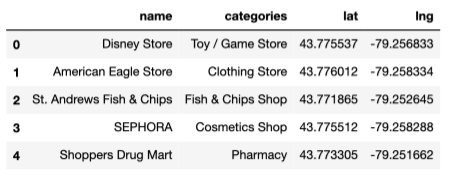 name categories lat lng
0 Disney Store Toy / Game Store 43.775537 -79.256833
1 American Eagle Store Clothing Store 43.776012 -79.258334
2 St. Andrews Fish & Chips Fish & Chips Shop 43.771865 -79.252645
3 SEPHORA Cosmetics Shop 43.775512 -79.258288
4 Shoppers Drug Mart Pharmacy 43.773305 -79.251662